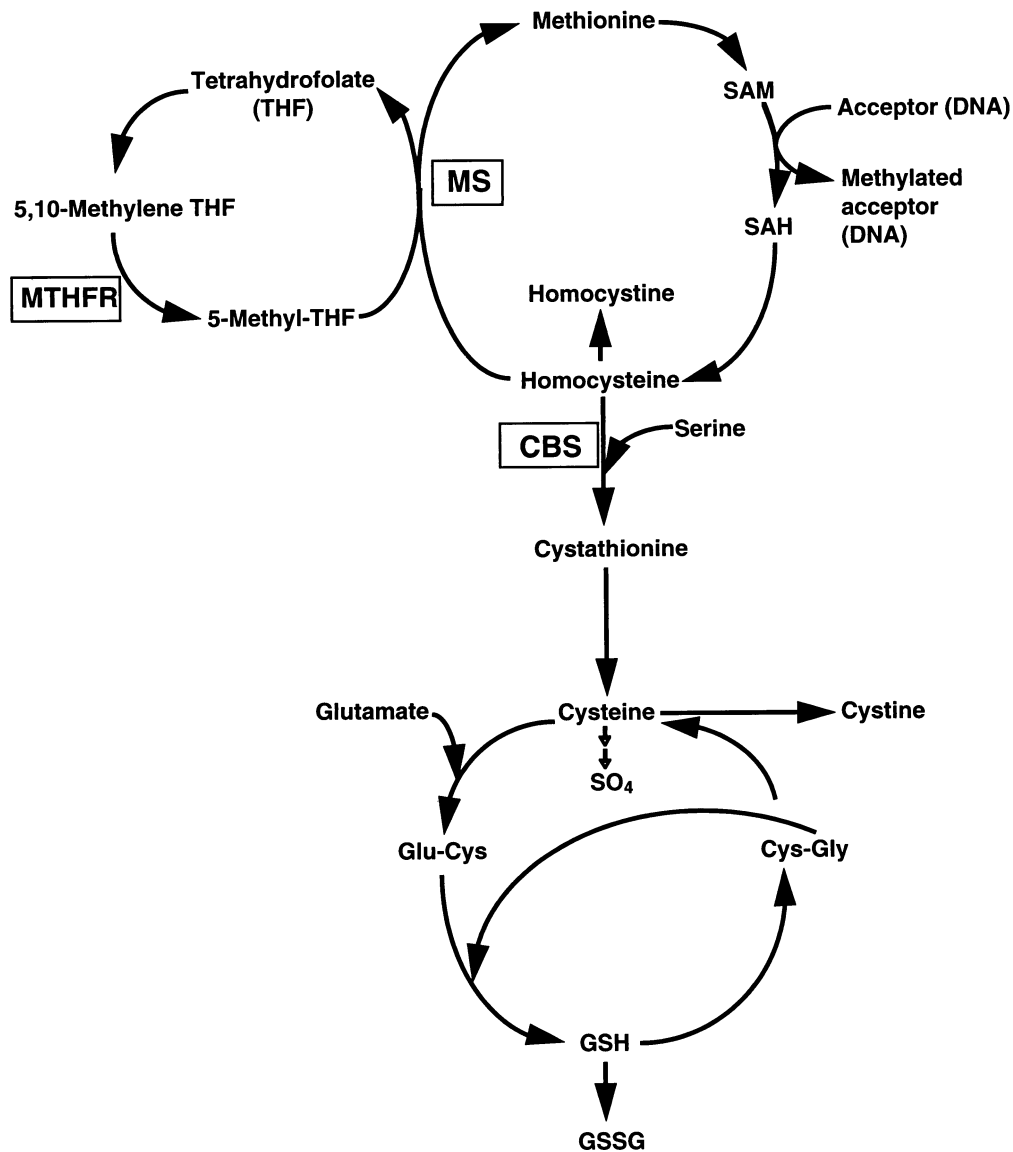 Methionine
Tetrahydrofolate
(THF)
SAM
Acceptor (DNA)
MS
Methylated
acceptor
(DNA)
5,10-Methylene THF
SAH
MTHFR
5-Methyl-THF
Homocystine
Homocysteine
CBS
Serine
Cystathionine
Glutamate
Cysteine
Cystine
SO₄
Glu-Cys
Cys-Gly
GSH
GSSG